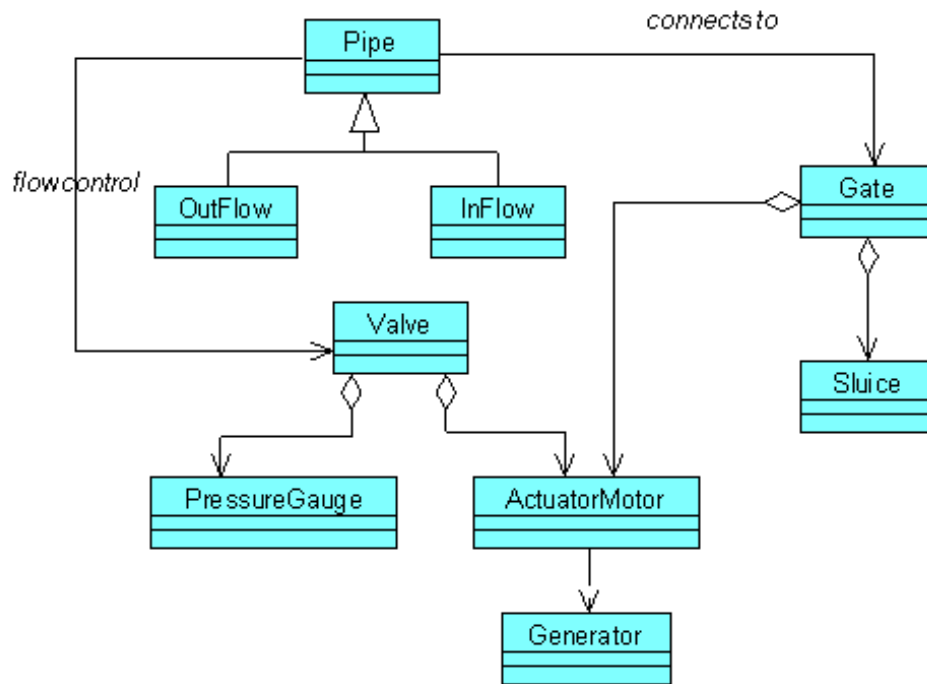 connectsto
Pipe
flowcontrol
OutFlow
InFlow
Gate
Valve
Sluice
PressureGauge
ActuatorMotor
Generator